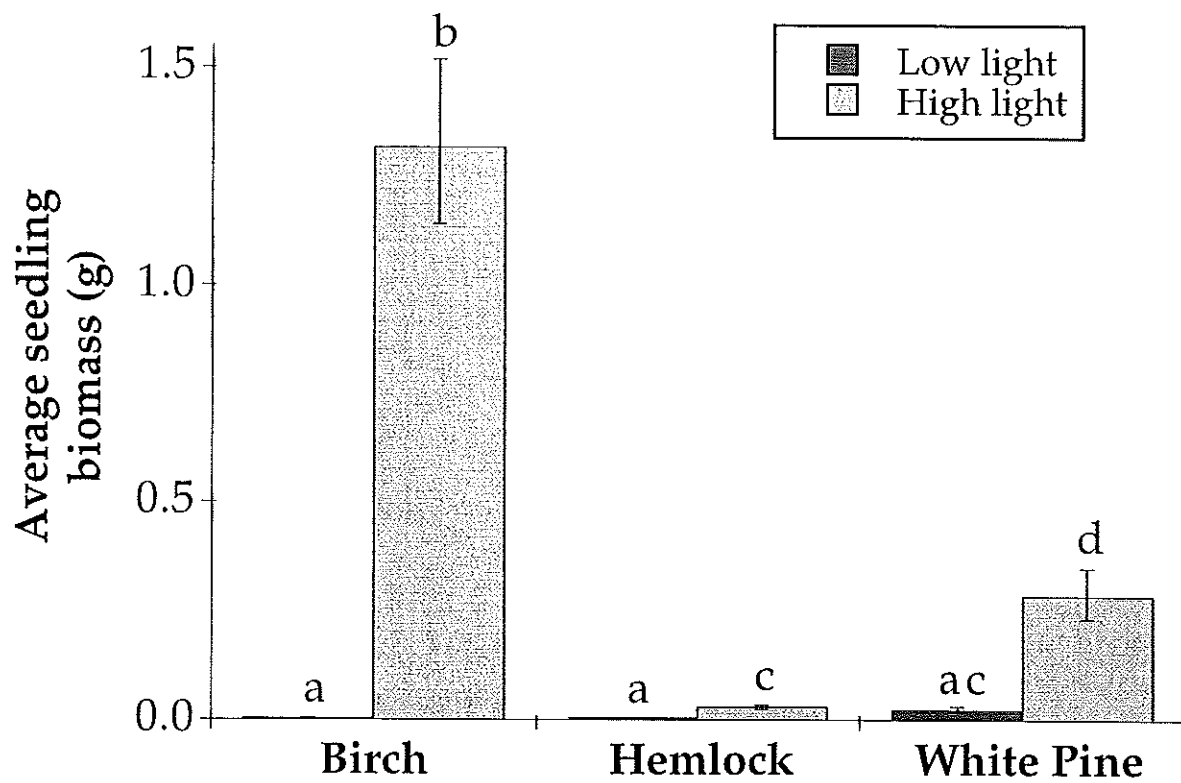 Average seedling
biomass (g)
1.5
1.0
0.5
0.0
b
a
a
c
a c
d
Low light
High light
Birch
Hemlock
White Pine